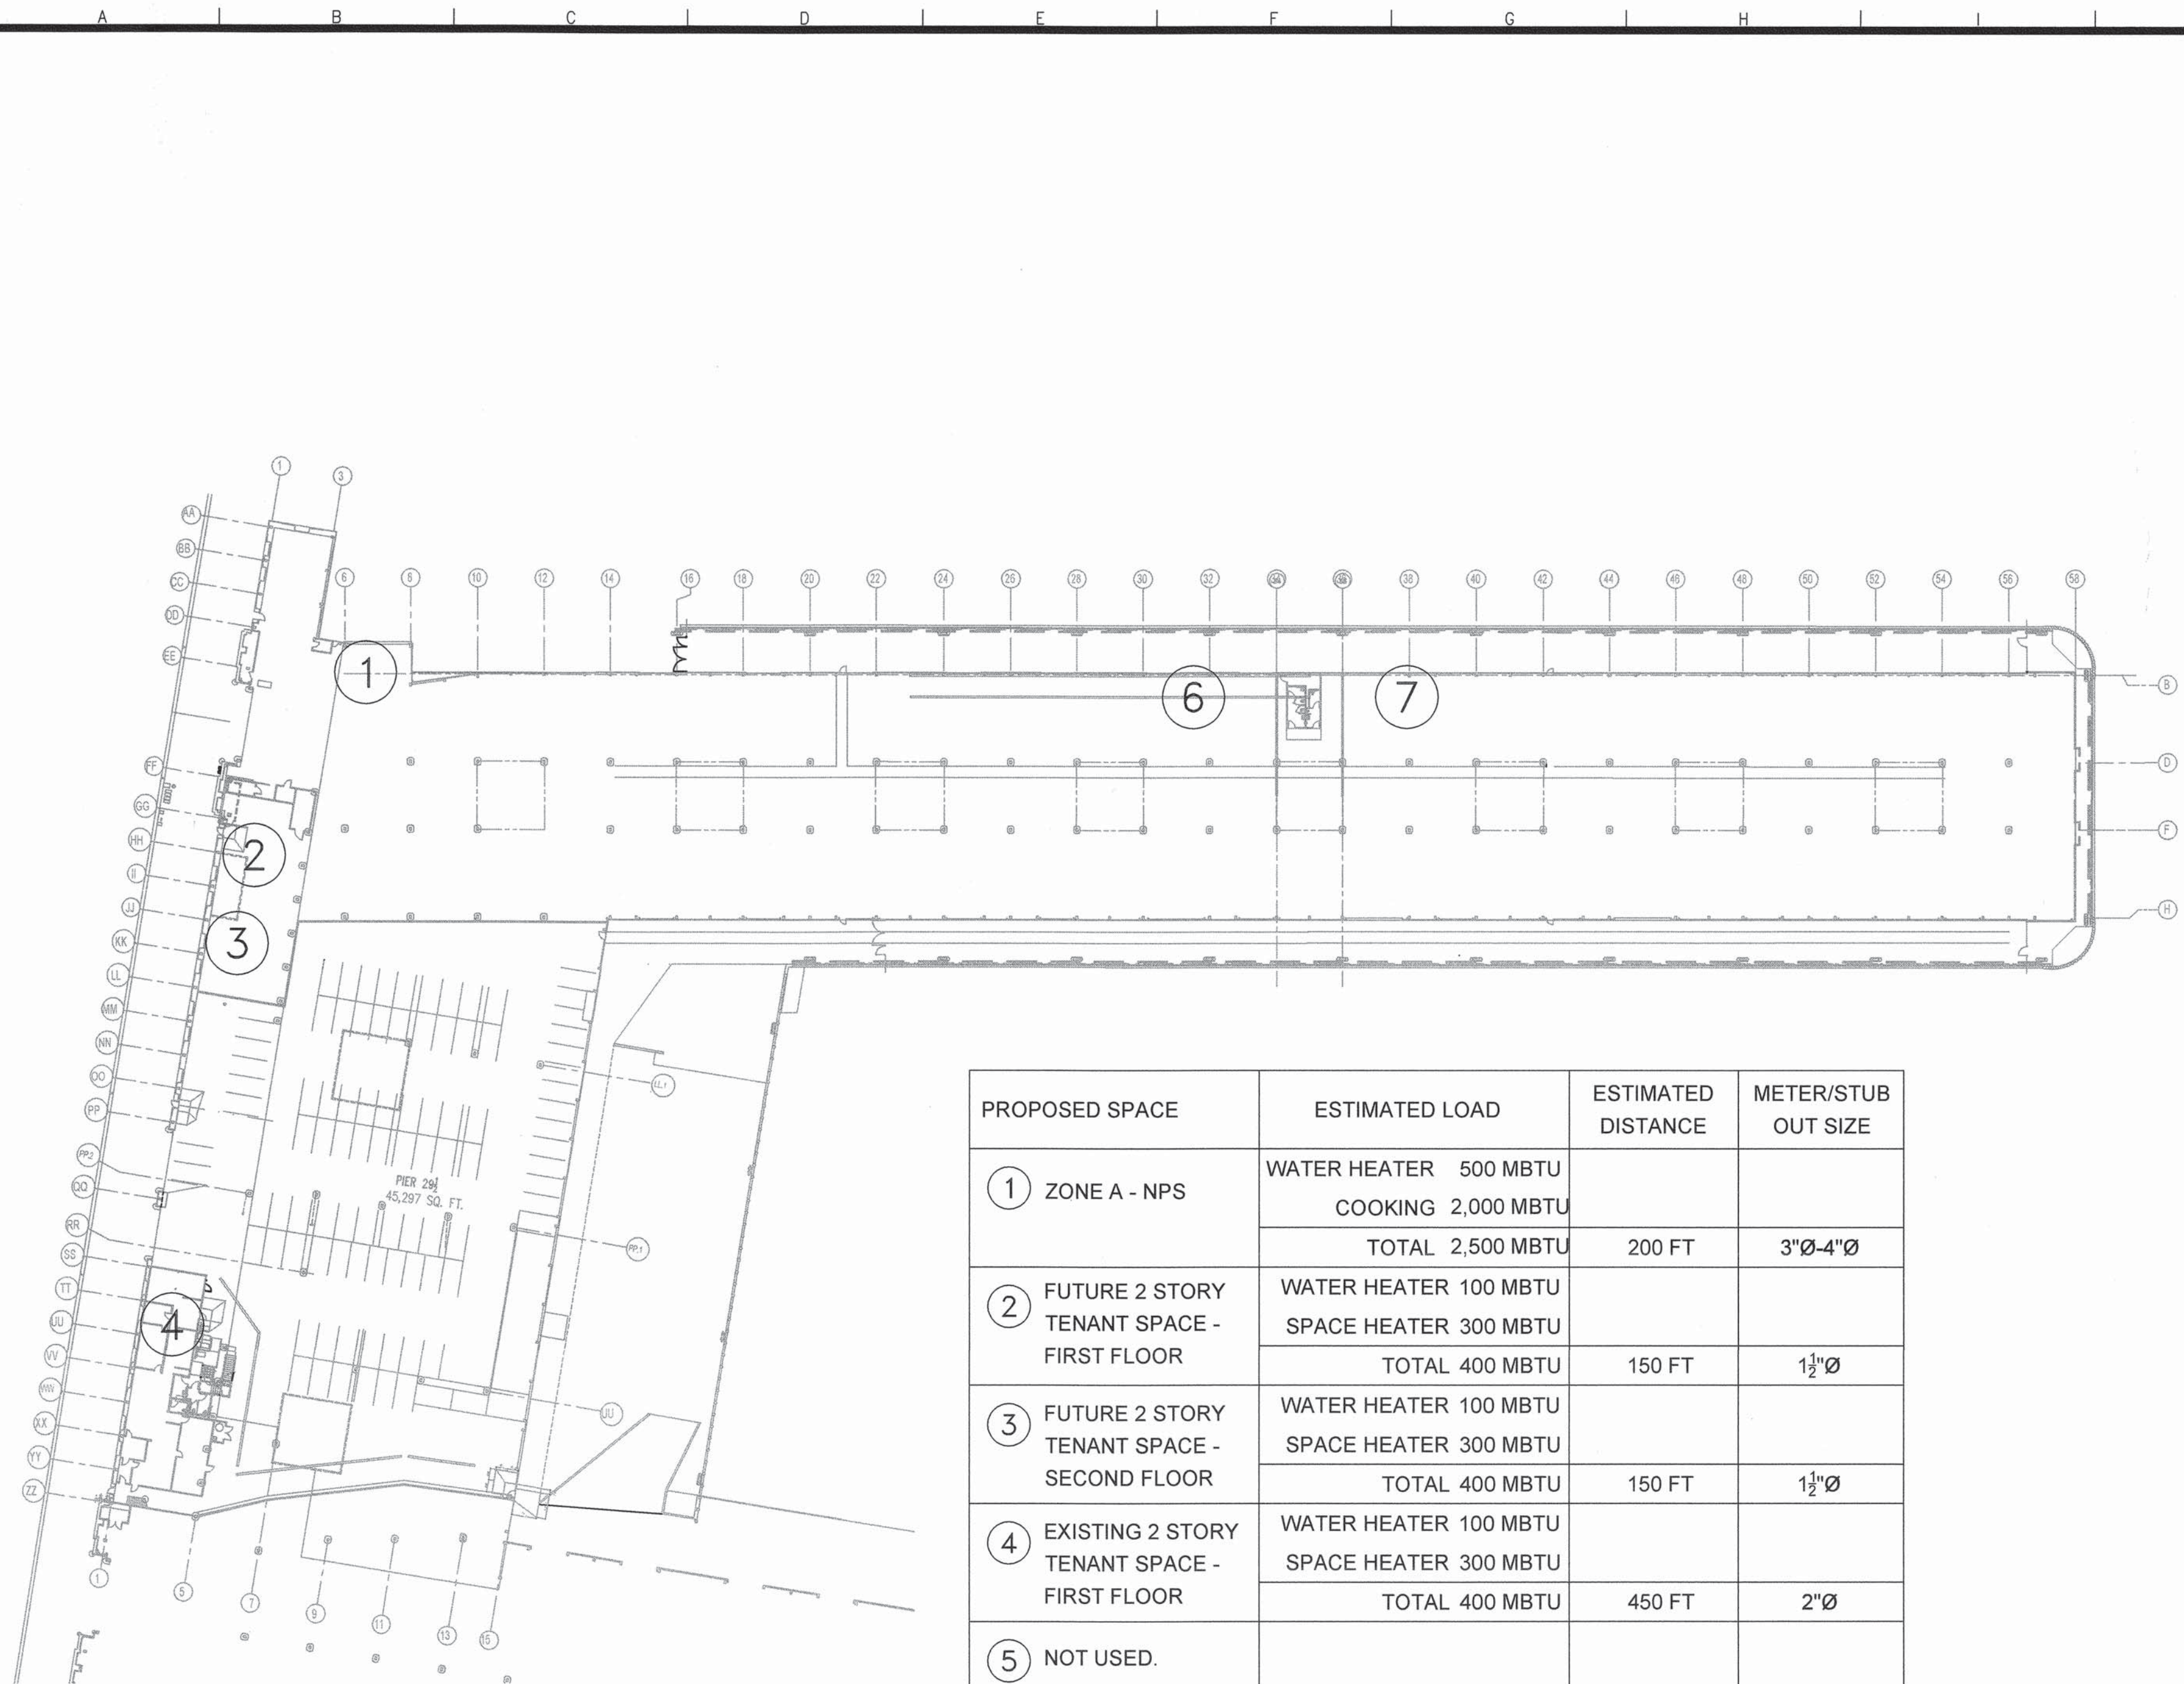 A B C D E F G H I
1 3
AA
BB
CC
DD
EE
6 8 10 12 14 16 18 20 22 24 26 28 30 32 38 40 42 44 46 48 50 52 54 56 58
1
6
7
B
D
F
H
FF
GG
HH
II
JJ
KK
LL
MM
NN
OO
PP
PP.2
QQ
RR
SS
TT
UU
VV
WW
XX
YY
ZZ
2
3
4
LL.1
PP.1
UU
PIER 29½
45,297 SQ. FT.
1 5 7 9 11 13 15
PROPOSED SPACE
ESTIMATED LOAD
ESTIMATED
DISTANCE
METER/STUB
OUT SIZE
1 ZONE A - NPS
WATER HEATER 500 MBTU
COOKING 2,000 MBTU
TOTAL 2,500 MBTU 200 FT 3"Ø-4"Ø
2 FUTURE 2 STORY
TENANT SPACE -
FIRST FLOOR
WATER HEATER 100 MBTU
SPACE HEATER 300 MBTU
TOTAL 400 MBTU 150 FT 1½"Ø
3 FUTURE 2 STORY
TENANT SPACE -
SECOND FLOOR
WATER HEATER 100 MBTU
SPACE HEATER 300 MBTU
TOTAL 400 MBTU 150 FT 1½"Ø
4 EXISTING 2 STORY
TENANT SPACE -
FIRST FLOOR
WATER HEATER 100 MBTU
SPACE HEATER 300 MBTU
TOTAL 400 MBTU 450 FT 2"Ø
5 NOT USED.